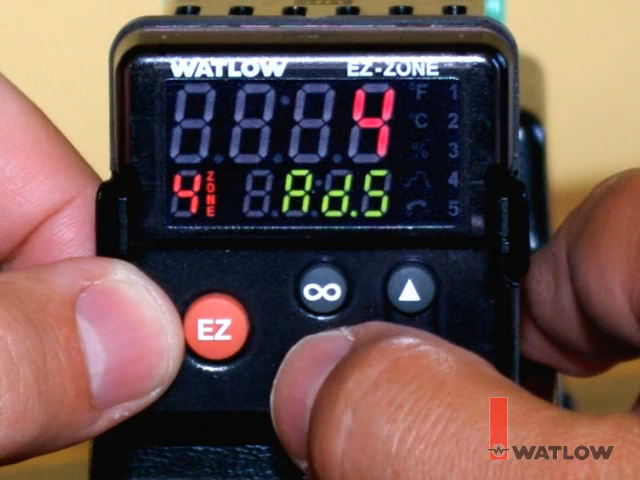 WATLOW EZ-ZONE
4 °F 1
°C 2
% 3
4 ZONE Ad.S 4
5
EZ ∞ ▲
WATLOW